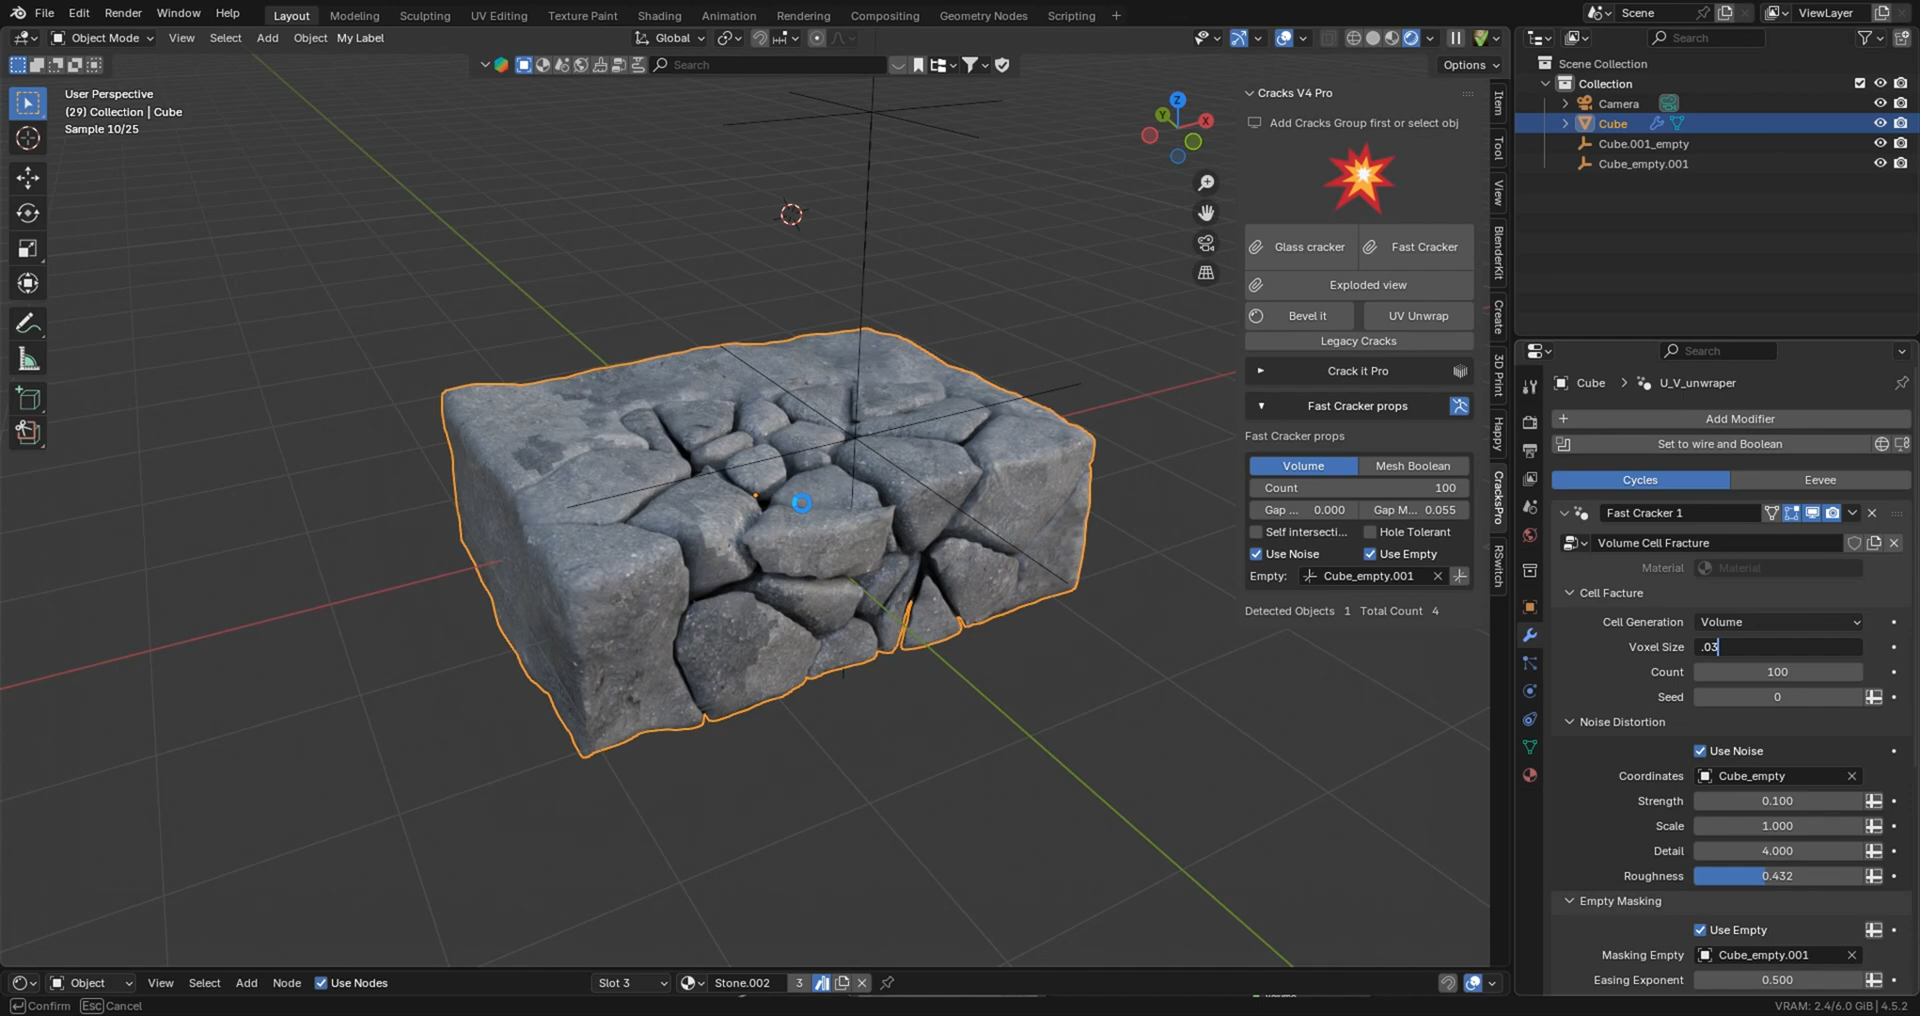 File Edit Render Window Help Layout Modeling Sculpting UV Editing Texture Paint Shading Animation Rendering Compositing Geometry Nodes Scripting + Scene ViewLayer
Object Mode View Select Add Object My Label Global Search
Search Options
User Perspective
(29) Collection | Cube
Sample 10/25
Z
Y
X
Cracks V4 Pro
Add Cracks Group first or select obj
Glass cracker Fast Cracker
Exploded view
Bevel it UV Unwrap
Legacy Cracks
Crack it Pro
Fast Cracker props
Fast Cracker props
Volume Mesh Boolean
Count 100
Gap ... 0.000 Gap M... 0.055
Self intersecti... Hole Tolerant
Use Noise Use Empty
Empty: Cube_empty.001
Detected Objects 1 Total Count 4
Item
Tool
View
BlenderKit
Create
3D Print
Happy
CracksPro
RSwitch
Scene Collection
Collection
Camera
Cube
Cube.001_empty
Cube_empty.001
Search
Cube > U_V_unwraper
Add Modifier
Set to wire and Boolean
Cycles Eevee
Fast Cracker 1
Volume Cell Fracture
Material Material
Cell Facture
Cell Generation Volume
Voxel Size .03
Count 100
Seed 0
Noise Distortion
Use Noise
Coordinates Cube_empty
Strength 0.100
Scale 1.000
Detail 4.000
Roughness 0.432
Empty Masking
Use Empty
Masking Empty Cube_empty.001
Easing Exponent 0.500
Object View Select Add Node Use Nodes Slot 3 Stone.002 3
Confirm Esc Cancel VRAM: 2.4/6.0 GiB | 4.5.2